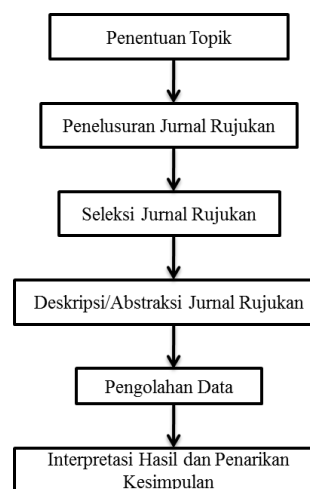 Penentuan Topik
Penelusuran Jurnal Rujukan
Seleksi Jurnal Rujukan
Deskripsi/Abstraksi Jurnal Rujukan
Pengolahan Data
Interpretasi Hasil dan Penarikan
Kesimpulan